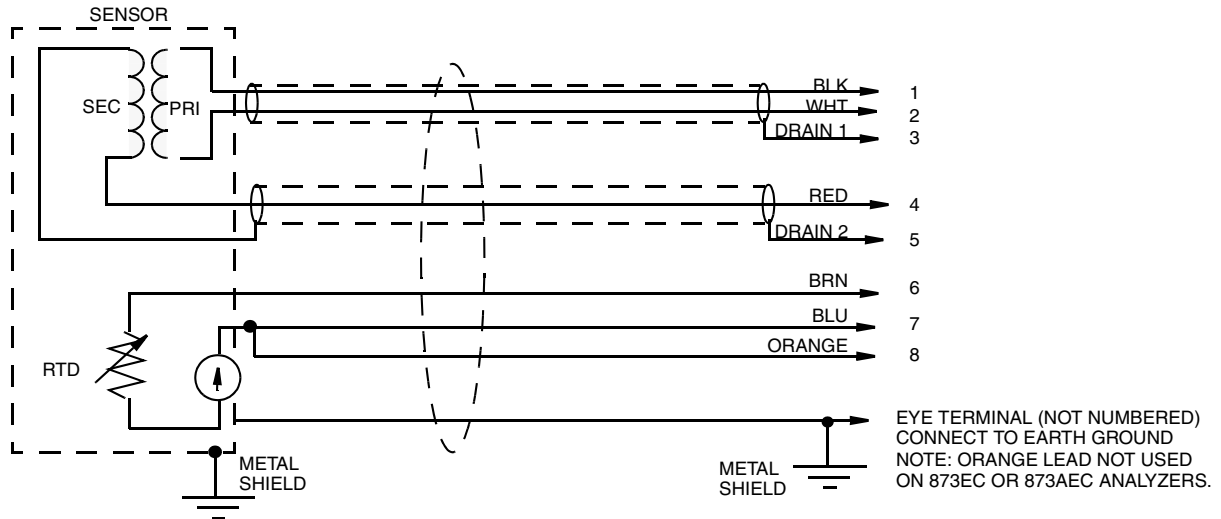 SENSOR
SEC
PRI
BLK
1
WHT
2
DRAIN 1
3
RED
4
DRAIN 2
5
BRN
6
BLU
7
ORANGE
8
RTD
EYE TERMINAL (NOT NUMBERED)
CONNECT TO EARTH GROUND
NOTE: ORANGE LEAD NOT USED
ON 873EC OR 873AEC ANALYZERS.
METAL
SHIELD
METAL
SHIELD